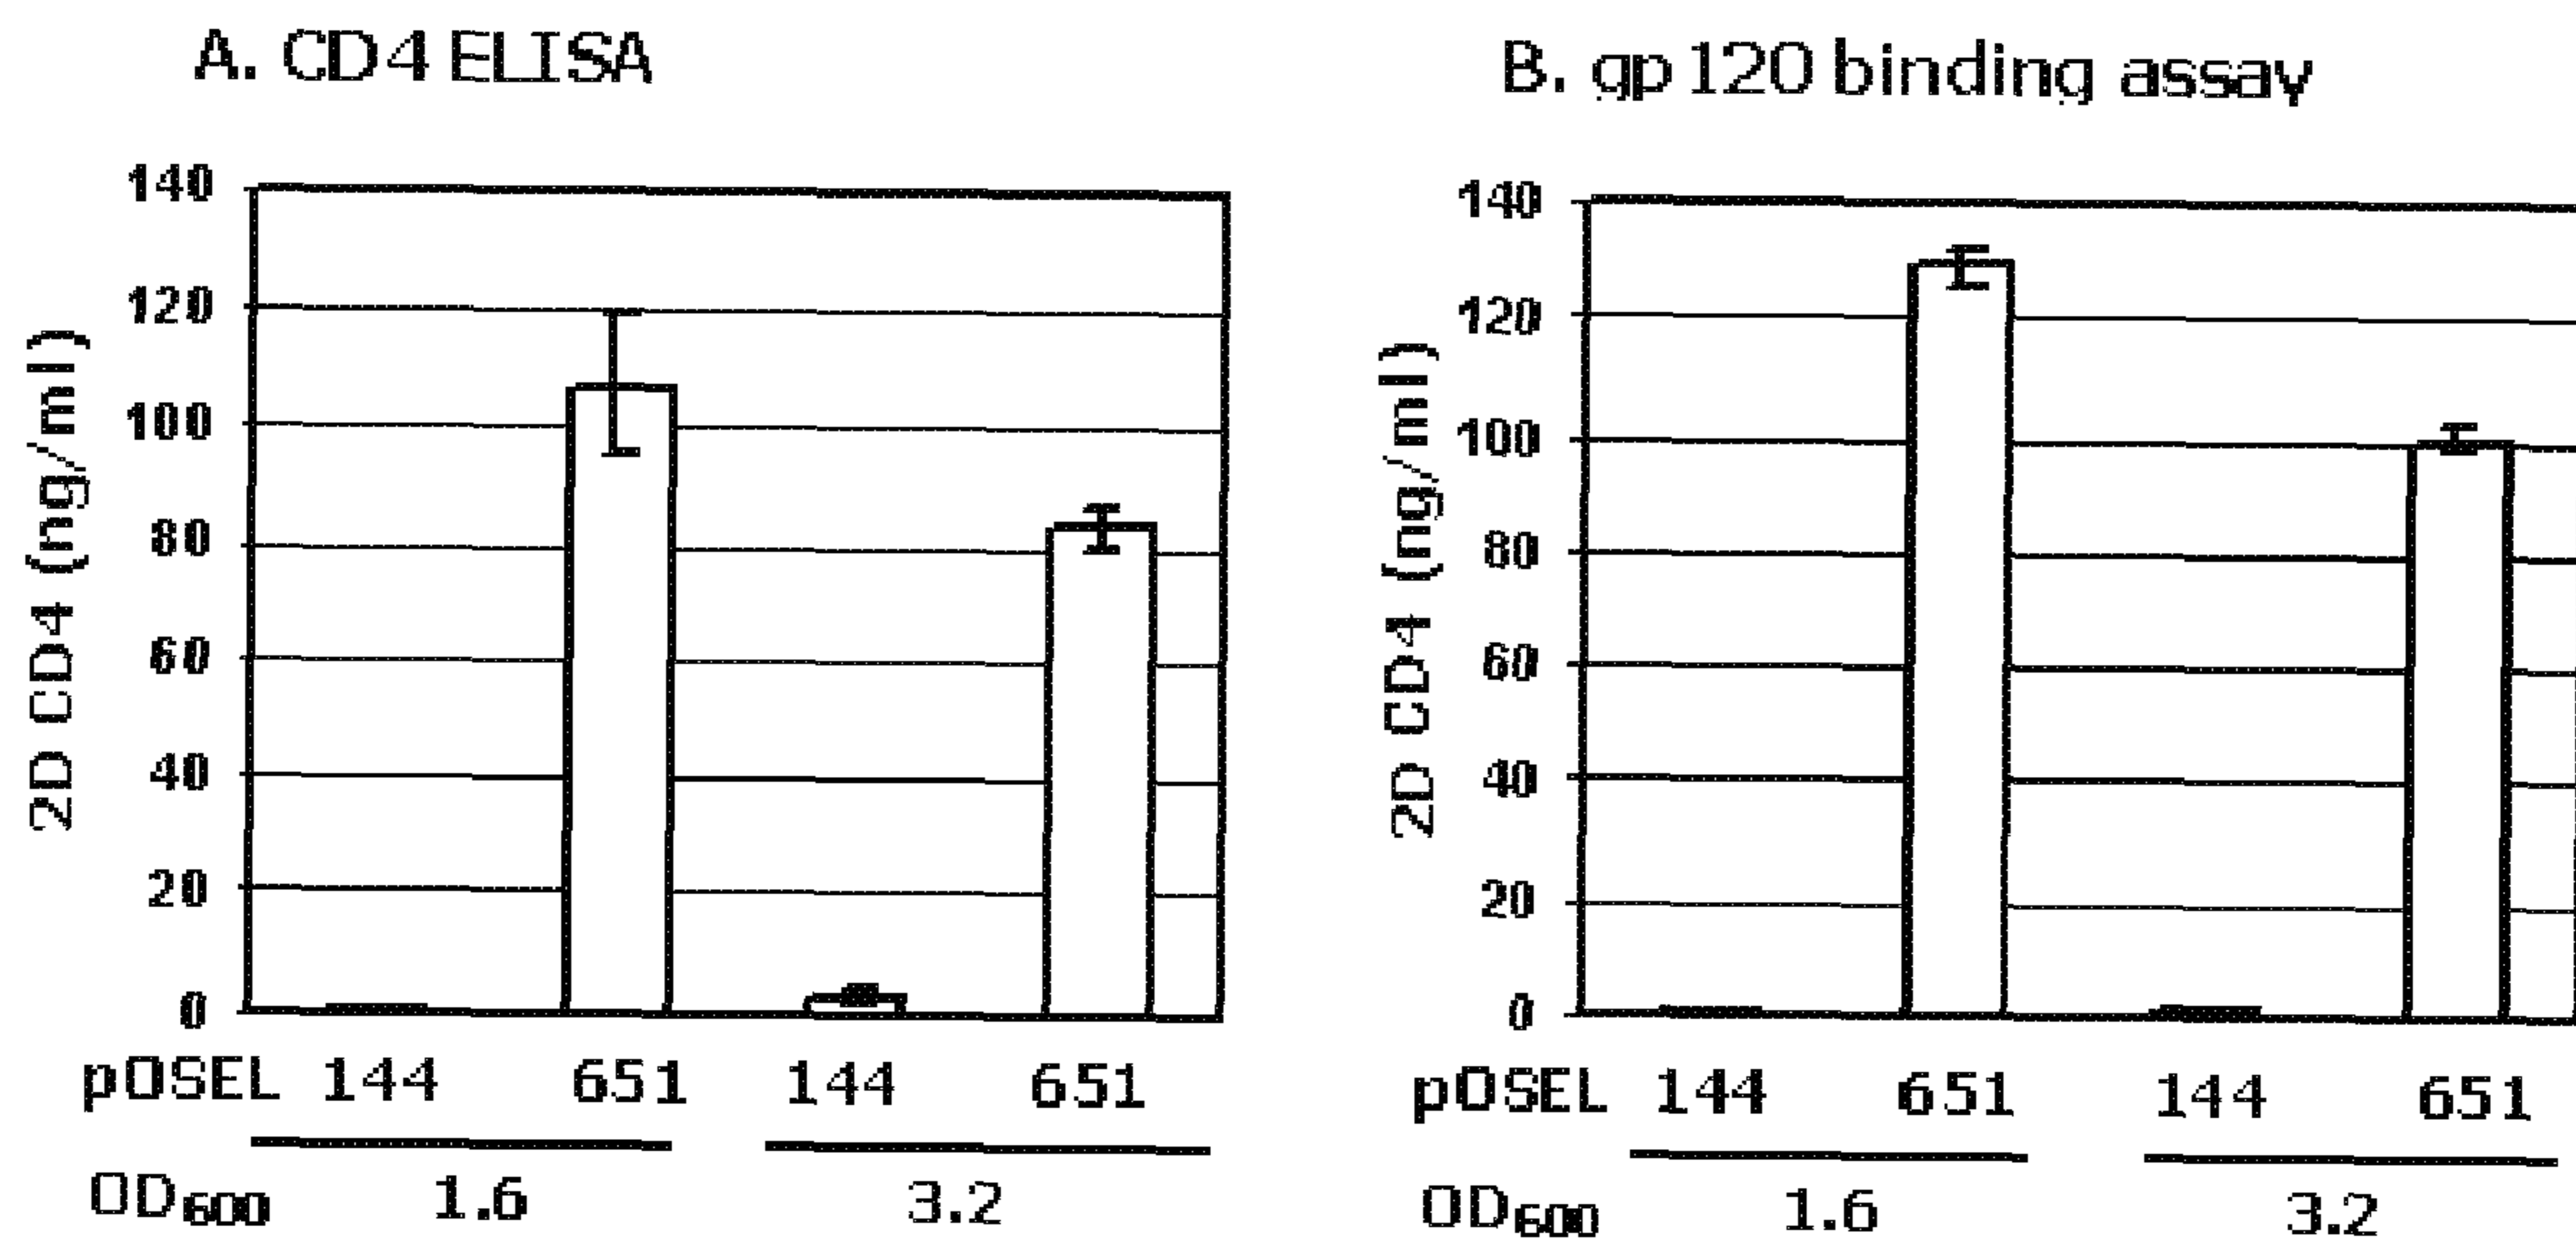 A. CD4 ELISA
2D CD4 (ng/ml)
140
120
100
80
60
40
20
0
pOSEL 144 651 144 651
OD600 1.6 3.2
B. gp120 binding assay
2D CD4 (ng/ml)
140
120
100
80
60
40
20
0
pOSEL 144 651 144 651
OD600 1.6 3.2